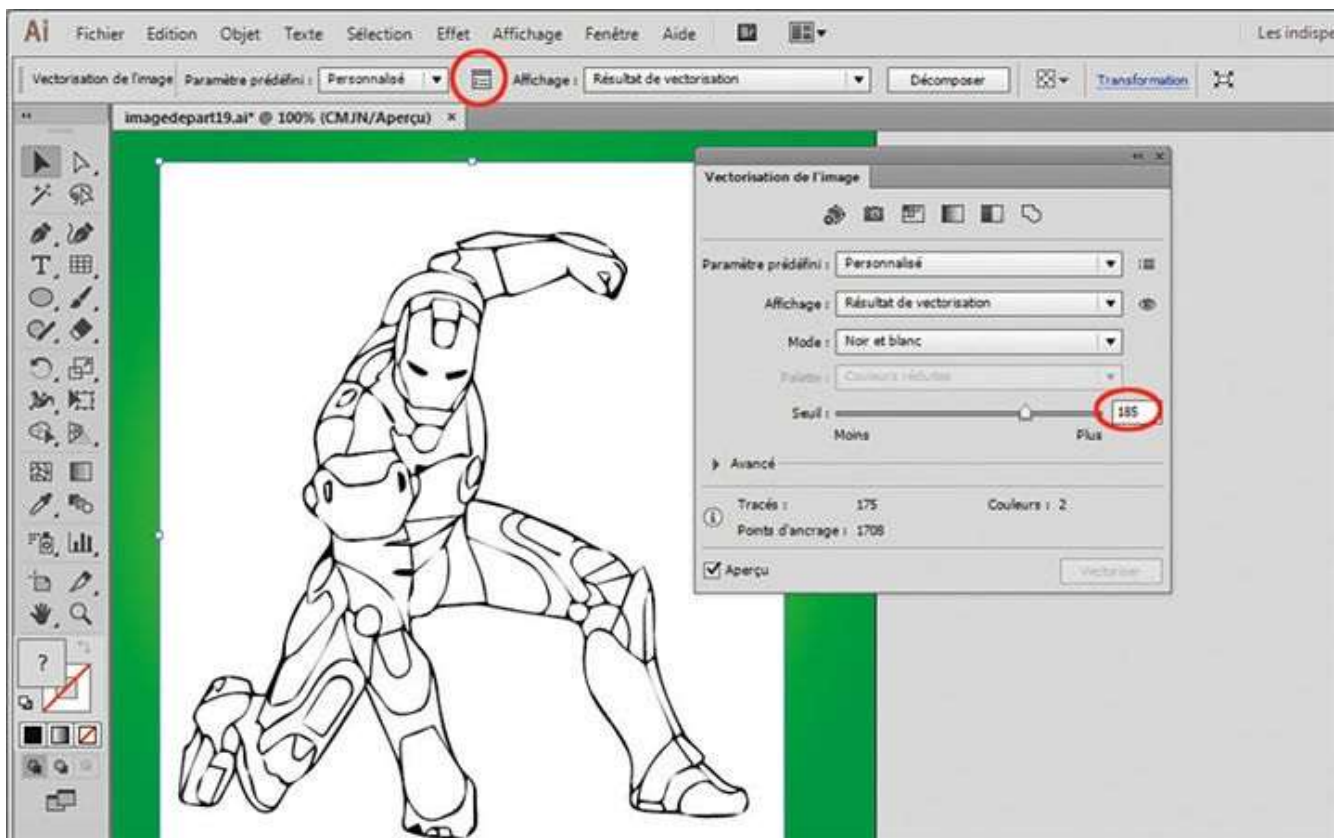 Ai Fichier Edition Objet Texte Sélection Effet Affichage Fenêtre Aide Br Les indispe
Vectorisation de l'image Paramètre prédéfini : Personnalisé Affichage : Résultat de vectorisation Décomposer Transformation
imagedepart19.ai* @ 100% (CMJN/Aperçu) ×
Vectorisation de l'image
Paramètre prédéfini : Personnalisé
Affichage : Résultat de vectorisation
Mode : Noir et blanc
Palette : Couleurs réduites
Seuil : 185
Moins Plus
Avancé
Tracés : 175 Couleurs : 2
Points d'ancrage : 1708
Aperçu Vectoriser
T
?